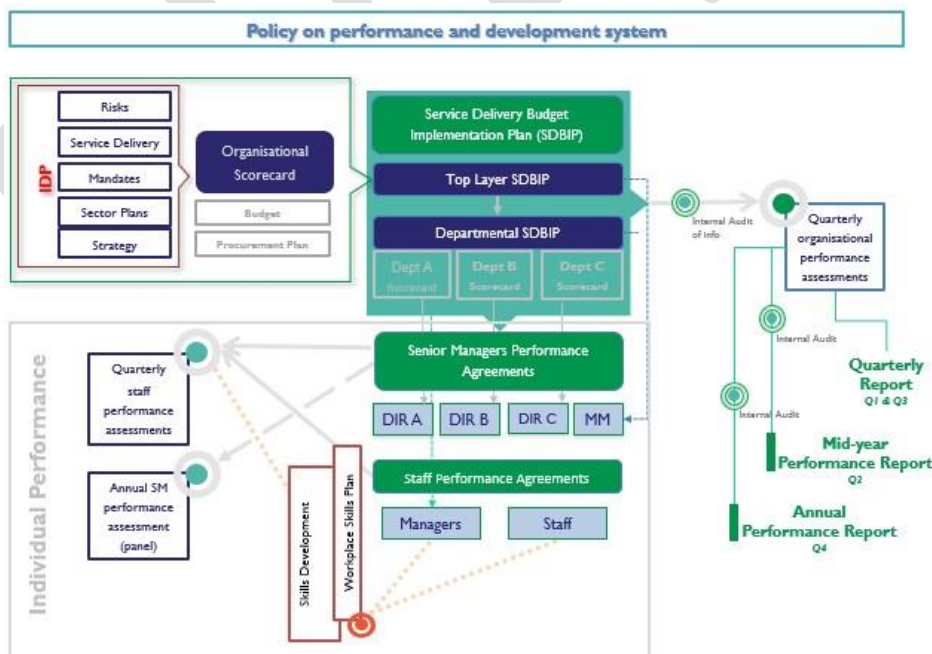 Policy on performance and development system
IDP
Risks
Service Delivery
Mandates
Sector Plans
Strategy
Organisational
Scorecard
Budget
Procurement Plan
Service Delivery Budget
Implementation Plan (SDBIP)
Top Layer SDBIP
Departmental SDBIP
Dept A
Scorecard
Dept B
Scorecard
Dept C
Scorecard
Internal Audit
of Info
Quarterly
organisational
performance
assessments
Internal Audit
Internal Audit
Quarterly
Report
Q1 & Q3
Mid-year
Performance Report
Q2
Annual
Performance Report
Q4
Individual Performance
Quarterly
staff
performance
assessments
Annual SM
performance
assessment
(panel)
Senior Managers Performance
Agreements
DIR A
DIR B
DIR C
MM
Staff Performance Agreements
Managers
Staff
Skills Development
Workplace Skills Plan